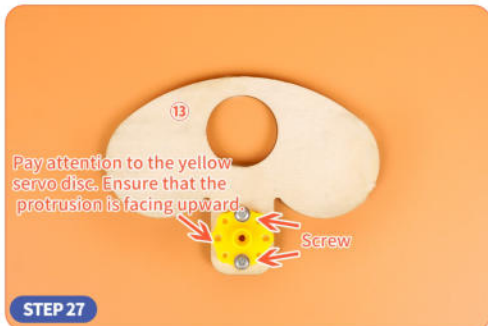 ⑬
Pay attention to the yellow
servo disc. Ensure that the
protrusion is facing upward.
Screw
STEP 27